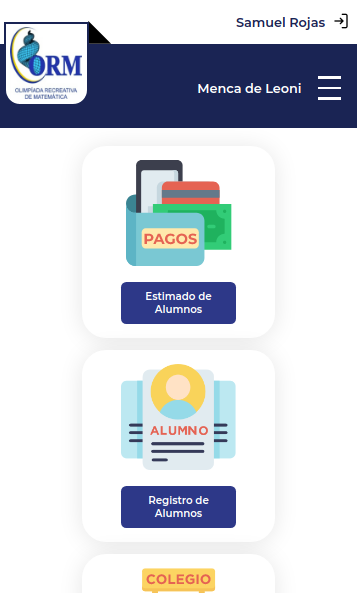 Samuel Rojas
ORM
OLIMPÍADA RECREATIVA
DE MATEMÁTICA
Menca de Leoni
PAGOS
Estimado de
Alumnos
ALUMNO
Registro de
Alumnos
COLEGIO